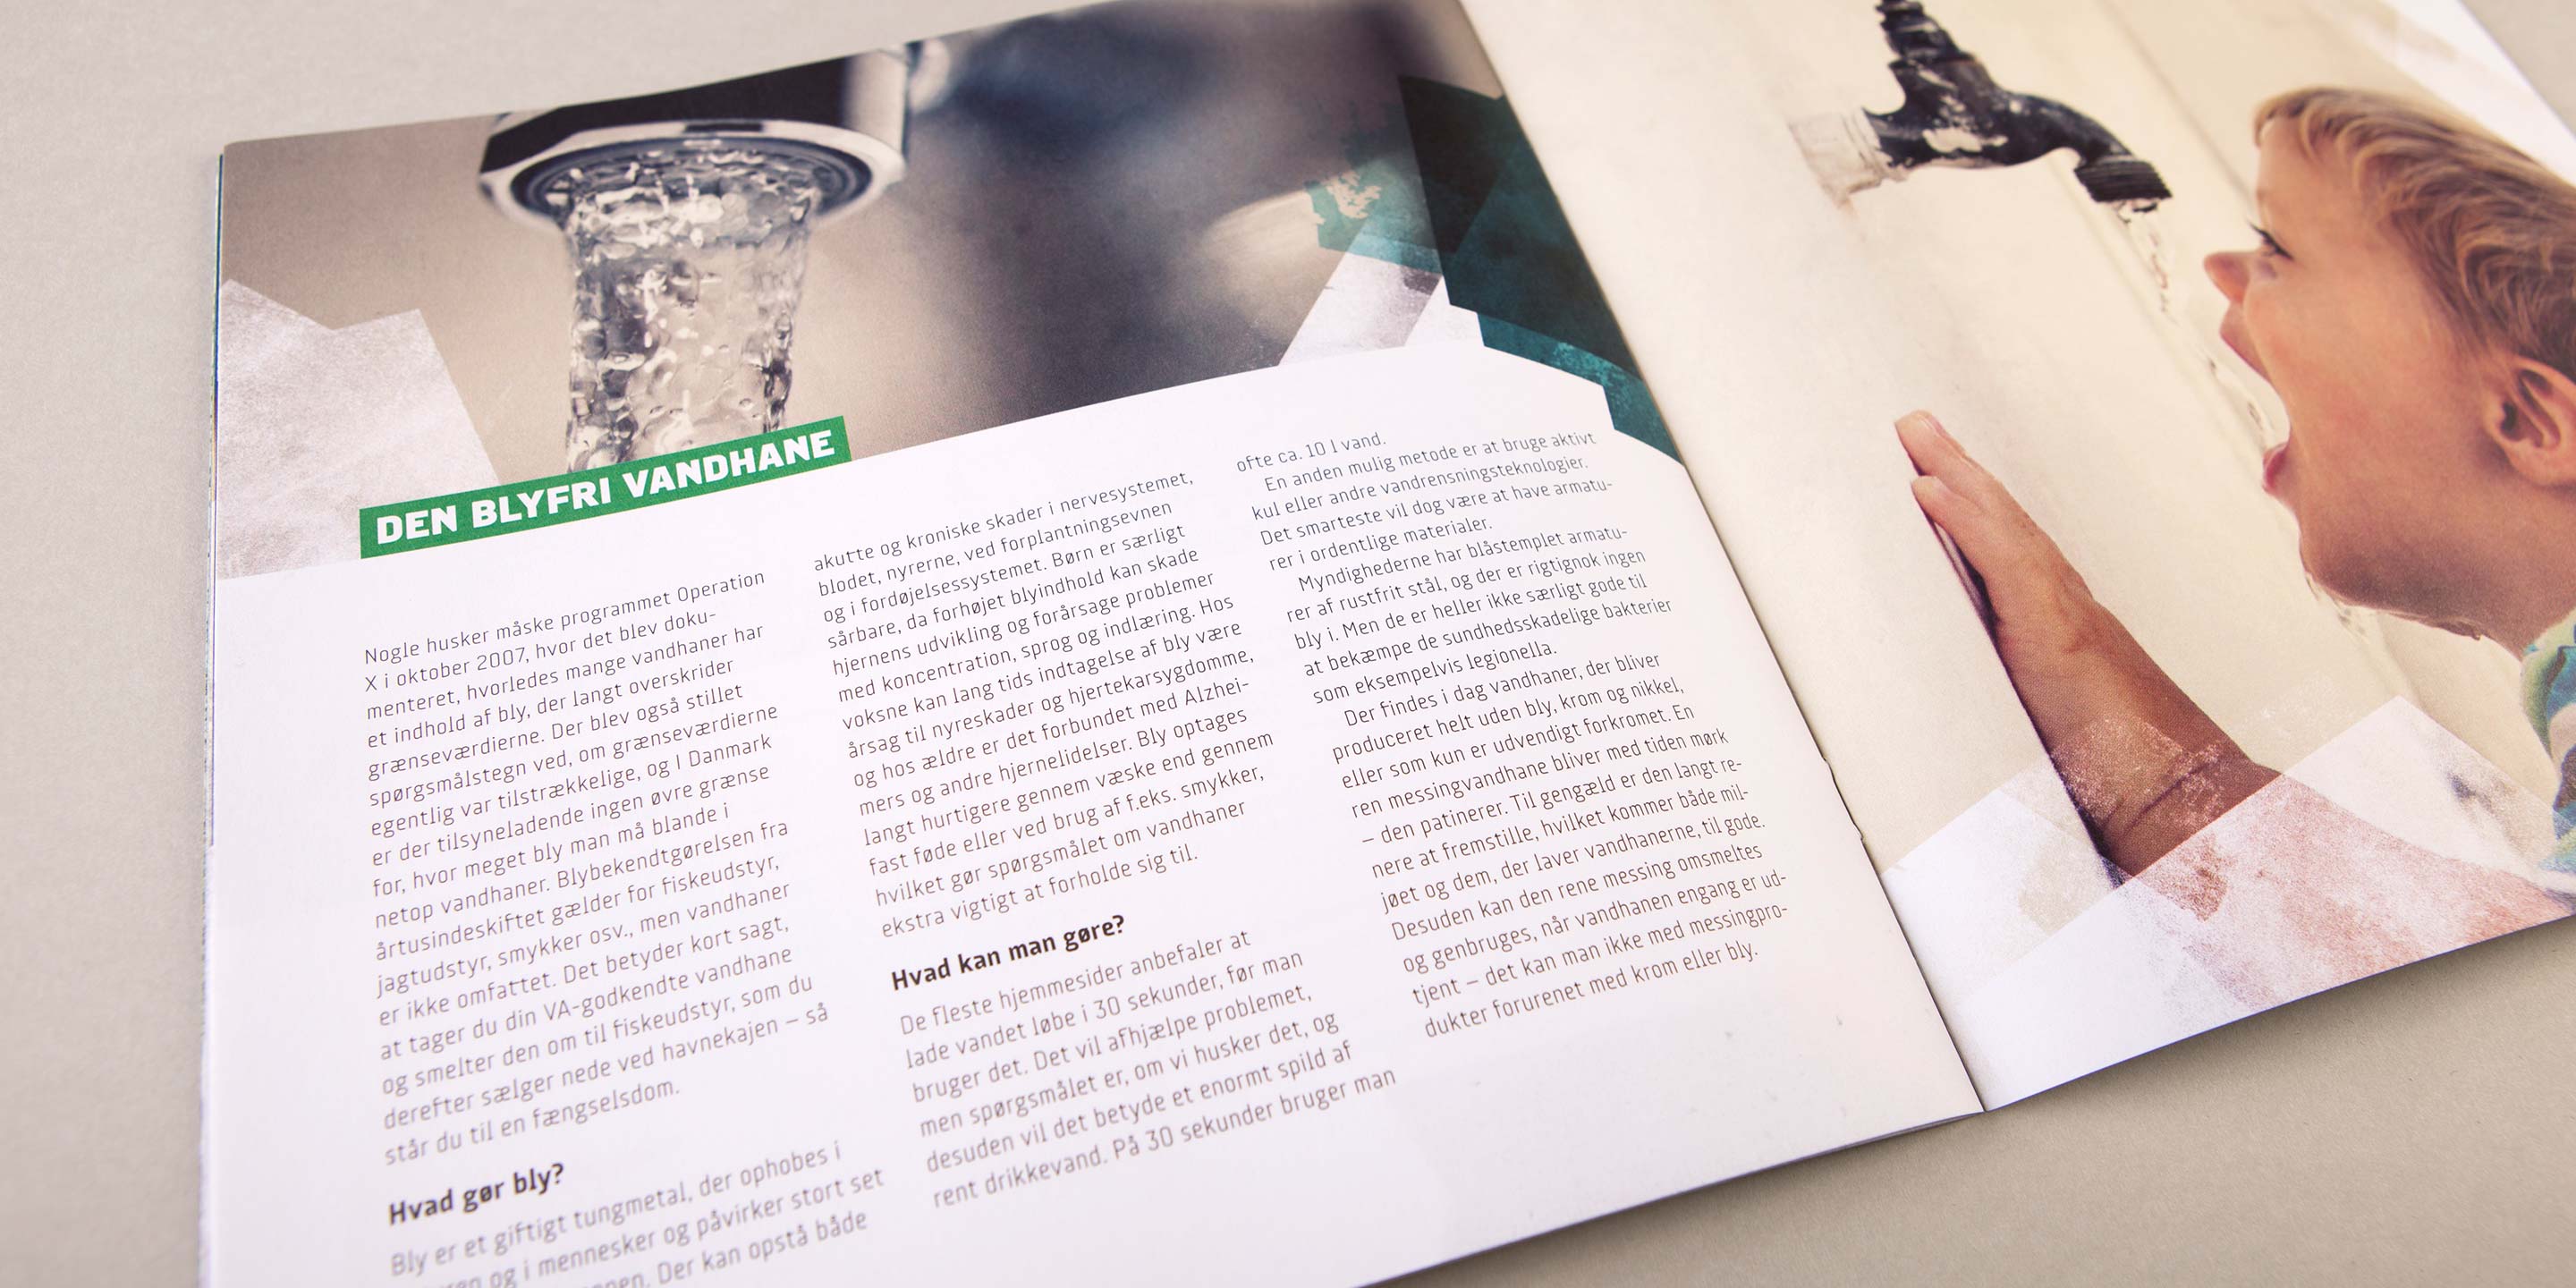 DEN BLYFRI VANDHANE
Nogle husker måske programmet Operation
X i oktober 2007, hvor det blev doku-
menteret, hvorledes mange vandhaner har
et indhold af bly, der langt overskrider
grænseværdierne. Der blev også stillet
spørgsmålstegn ved, om grænseværdierne
egentlig var tilstrækkelige, og I Danmark
er der tilsyneladende ingen øvre grænse
for, hvor meget bly man må blande i
netop vandhaner. Blybekendtgørelsen fra
årtusindeskiftet gælder for fiskeudstyr,
jagtudstyr, smykker osv., men vandhaner
er ikke omfattet. Det betyder kort sagt,
at tager du din VA-godkendte vandhane
og smelter den om til fiskeudstyr, som du
derefter sælger nede ved havnekajen – så
står du til en fængselsdom.
Hvad gør bly?
Bly er et giftigt tungmetal, der ophobes i
og i mennesker og påvirker stort set
Der kan opstå både
akutte og kroniske skader i nervesystemet,
blodet, nyrerne, ved forplantningsevnen
og i fordøjelsessystemet. Børn er særligt
sårbare, da forhøjet blyindhold kan skade
hjernens udvikling og forårsage problemer
med koncentration, sprog og indlæring. Hos
voksne kan lang tids indtagelse af bly være
årsag til nyreskader og hjertekarsygdomme,
og hos ældre er det forbundet med Alzhei-
mers og andre hjernelidelser. Bly optages
langt hurtigere gennem væske end gennem
fast føde eller ved brug af f.eks. smykker,
hvilket gør spørgsmålet om vandhaner
ekstra vigtigt at forholde sig til.
Hvad kan man gøre?
De fleste hjemmesider anbefaler at
lade vandet løbe i 30 sekunder, før man
bruger det. Det vil afhjælpe problemet,
men spørgsmålet er, om vi husker det, og
desuden vil det betyde et enormt spild af
rent drikkevand. På 30 sekunder bruger man
ofte ca. 10 l vand.
En anden mulig metode er at bruge aktivt
kul eller andre vandrensningsteknologier.
Det smarteste vil dog være at have armatu-
rer i ordentlige materialer.
Myndighederne har blåstemplet armatu-
rer af rustfrit stål, og der er rigtignok ingen
bly i. Men de er heller ikke særligt gode til
at bekæmpe de sundhedsskadelige bakterier
som eksempelvis legionella.
Der findes i dag vandhaner, der bliver
produceret helt uden bly, krom og nikkel,
eller som kun er udvendigt forkromet. En
ren messingvandhane bliver med tiden mørk
– den patinerer. Til gengæld er den langt re-
nere at fremstille, hvilket kommer både mil-
jøet og dem, der laver vandhanerne, til gode.
Desuden kan den rene messing omsmeltes
og genbruges, når vandhanen engang er ud-
tjent – det kan man ikke med messingpro-
dukter forurenet med krom eller bly.